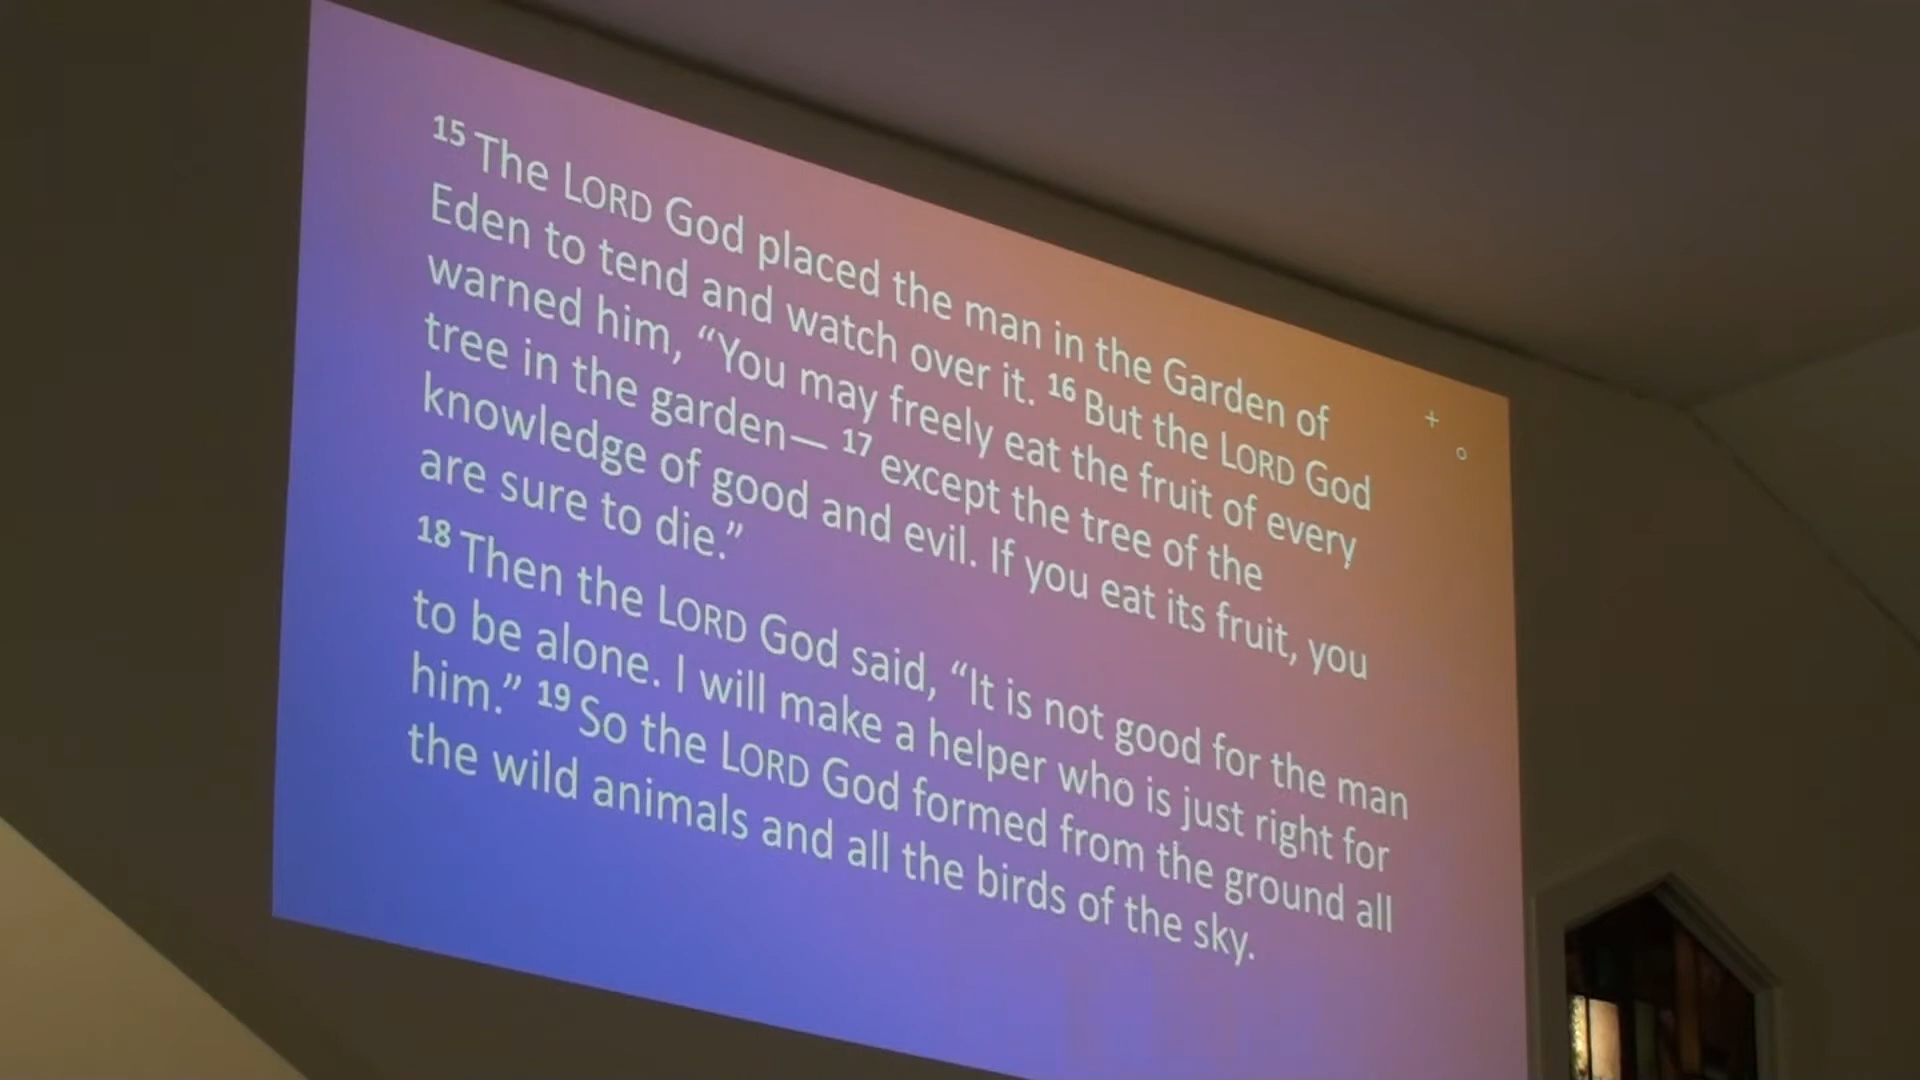 15 The LORD God placed the man in the Garden of
Eden to tend and watch over it. 16 But the LORD God
warned him, “You may freely eat the fruit of every
tree in the garden— 17 except the tree of the
knowledge of good and evil. If you eat its fruit, you
are sure to die.”
18 Then the LORD God said, “It is not good for the man
to be alone. I will make a helper who is just right for
him.” 19 So the LORD God formed from the ground all
the wild animals and all the birds of the sky.